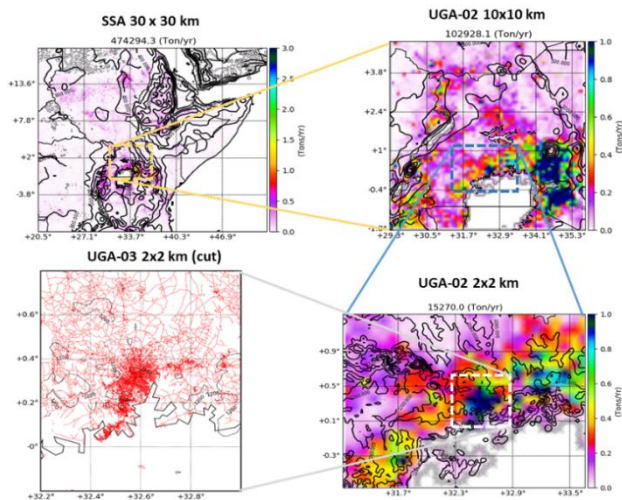 SSA 30 x 30 km
474294.3 (Ton/yr)
+13.6°
+7.8°
+2°
-3.8°
+20.5° +27.1° +33.7° +40.3° +46.9°
3.0
2.5
2.0
1.5
1.0
0.5
0.0
(Tons/Yr)
UGA-02 10x10 km
102928.1 (Ton/yr)
+3.8°
+2.4°
+1°
-0.4°
+30.5° +31.7° +32.9° +34.1° +35.3°
1.0
0.8
0.6
0.4
0.2
0.0
(Tons/Yr)
UGA-03 2x2 km (cut)
+0.6°
+0.4°
+0.2°
-0°
+32.2° +32.4° +32.6° +32.8° +33°
UGA-02 2x2 km
15270.0 (Ton/yr)
+0.9°
+0.5°
+0.1°
-0.3°
+31.7° +32.3° +32.9° +33.5°
1.0
0.8
0.6
0.4
0.2
0.0
(Tons/Yr)